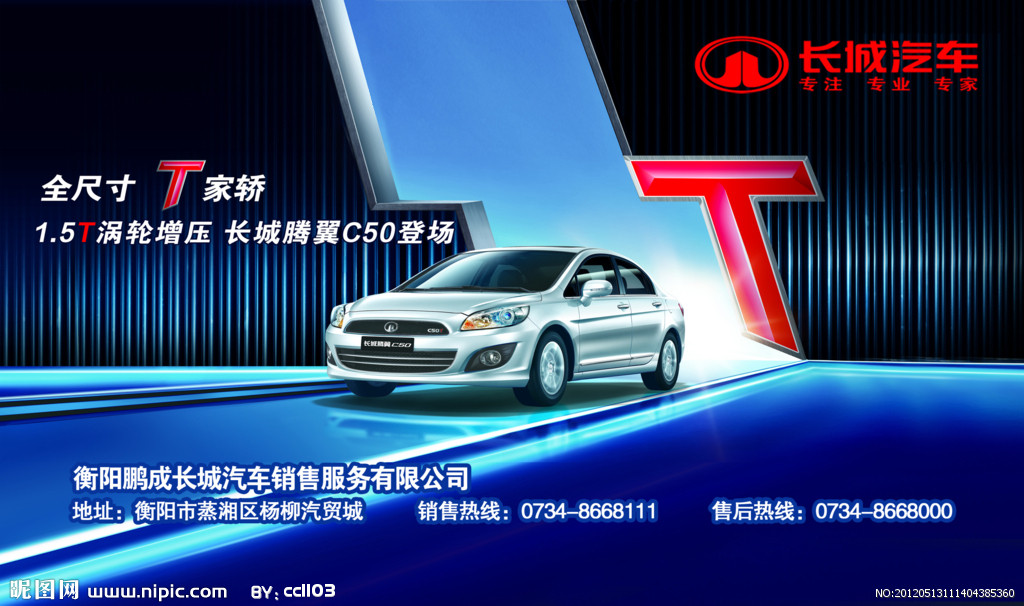 长城汽车
专注 专业 专家
全尺寸 T 家轿
1.5T涡轮增压 长城腾翼C50登场
C50T
长城腾翼C50
衡阳鹏成长城汽车销售服务有限公司
地址：衡阳市蒸湘区杨柳汽贸城 销售热线：0734-8668111 售后热线：0734-8668000
昵图网 www.nipic.com BY：ccll03 NO:20120513111404385360